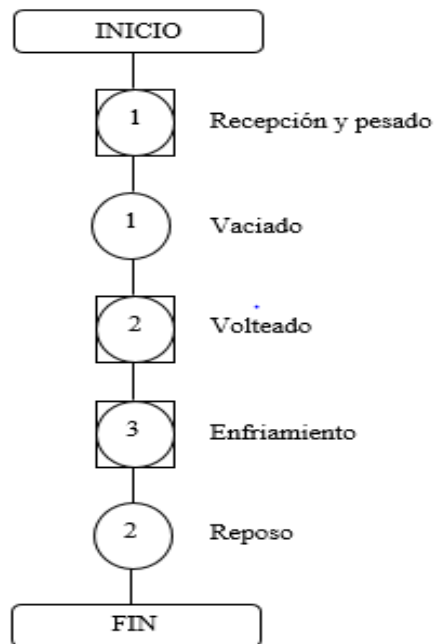 INICIO
1 Recepción y pesado
1 Vaciado
2 Volteado
3 Enfriamiento
2 Reposo
FIN